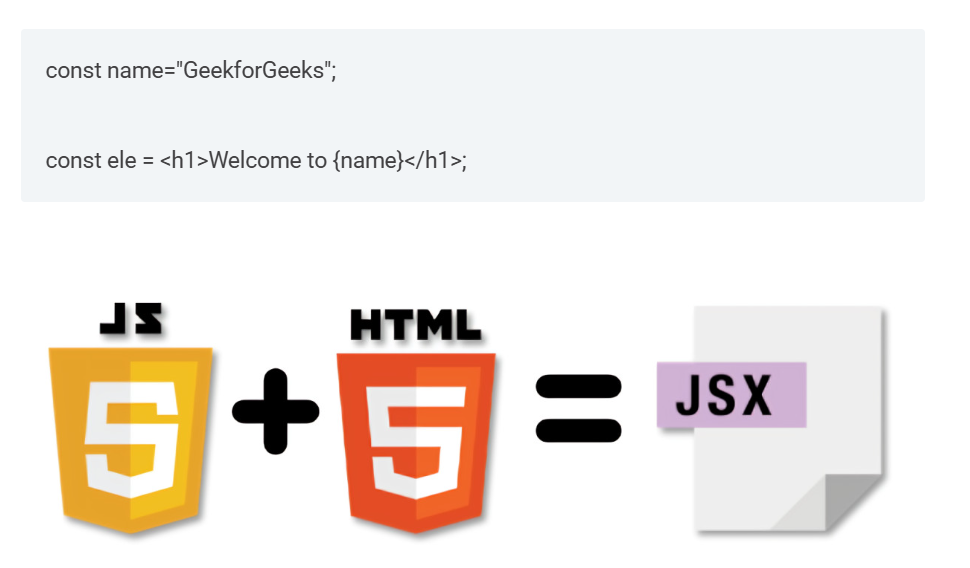 const name="GeekforGeeks";
const ele = <h1>Welcome to {name}</h1>;
JS
HTML
JSX